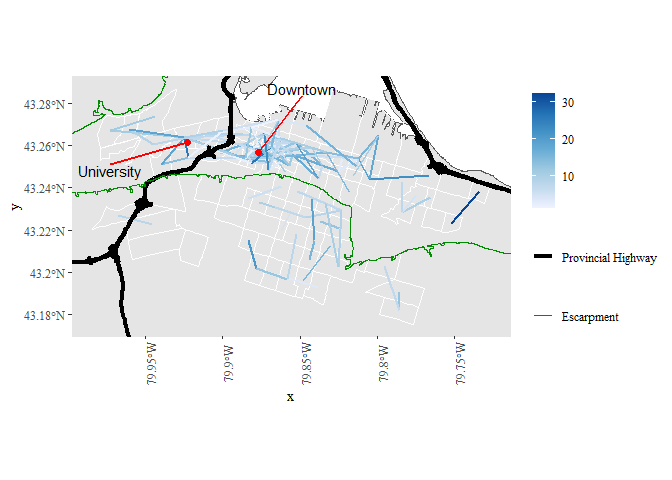 Downtown
University
43.28°N
43.26°N
43.24°N
43.22°N
43.2°N
43.18°N
y
79.95°W
79.9°W
79.85°W
79.8°W
79.75°W
x
30
20
10
Provincial Highway
Escarpment